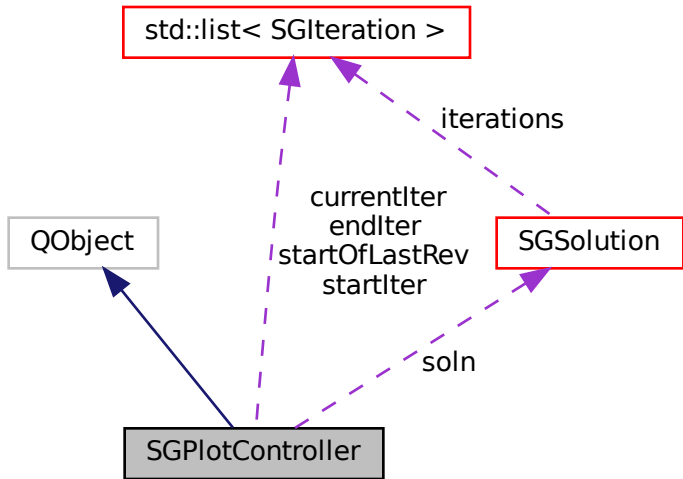 std::list< SGIteration >
iterations
currentIter
endIter
startOfLastRev
startIter
QObject
SGSolution
soln
SGPlotController